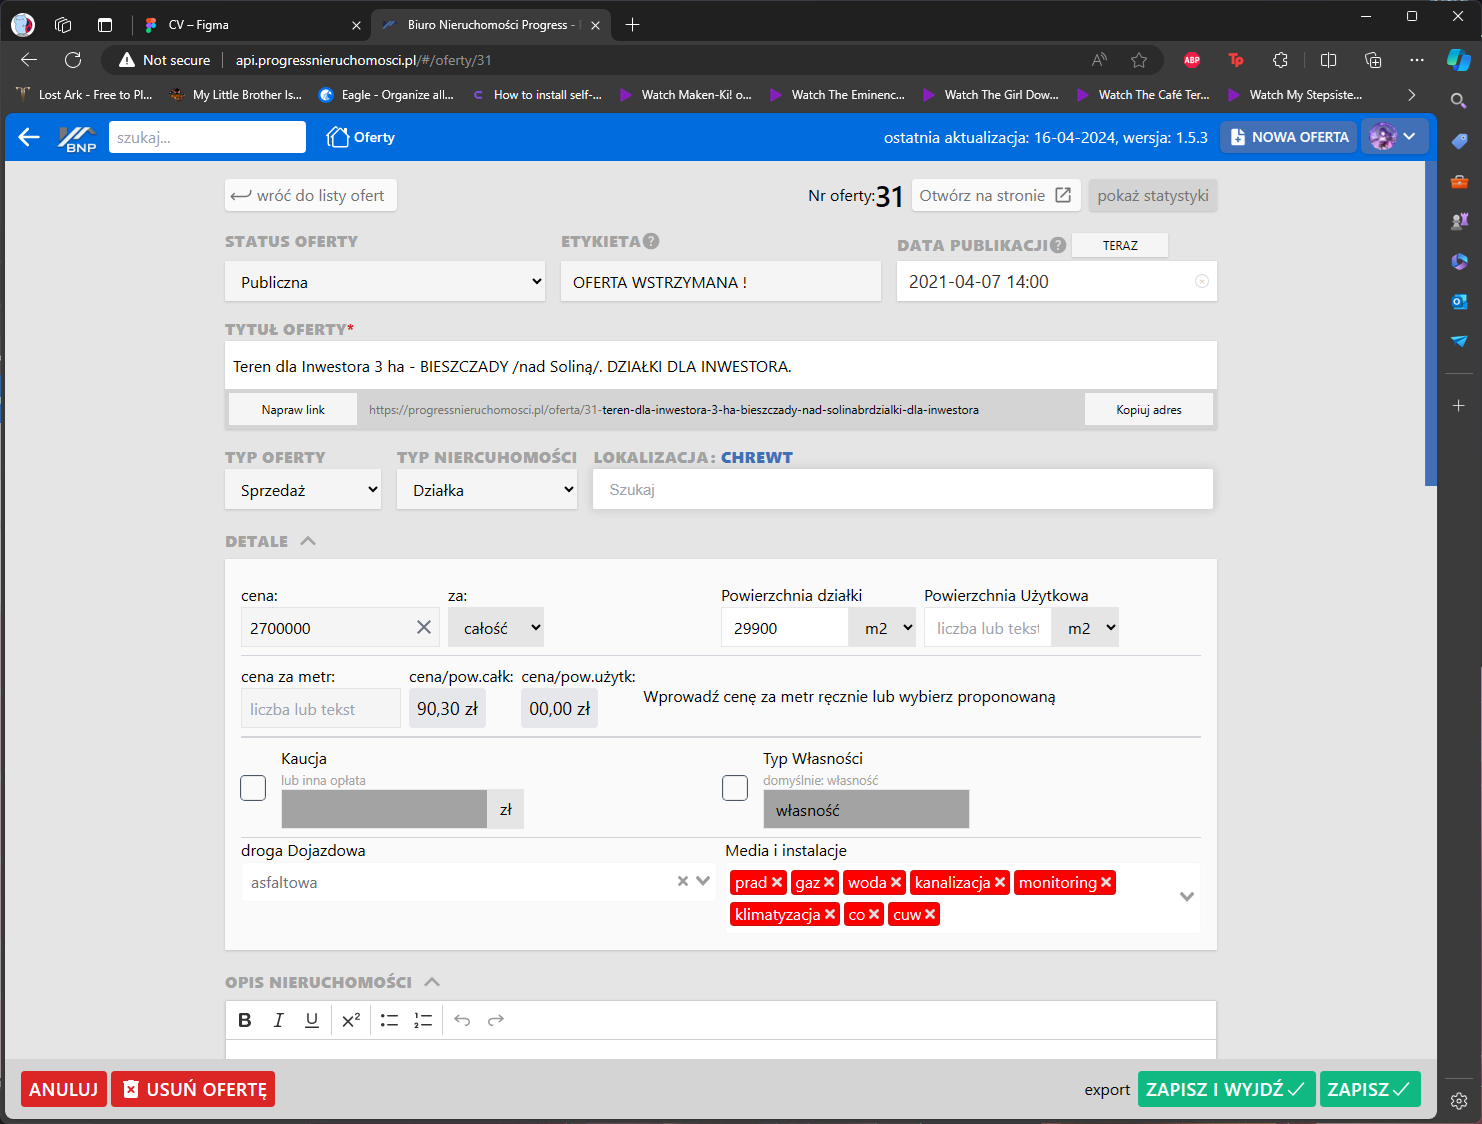 CV – Figma
Biuro Nieruchomości Progress -
Not secure
api.progressnieruchomosci.pl/#/oferty/31
ABP
Tp
Lost Ark - Free to Pl...
My Little Brother Is...
Eagle - Organize all...
How to install self-...
Watch Maken-Ki! o...
Watch The Eminenc...
Watch The Girl Dow...
Watch The Café Ter...
Watch My Stepsiste...
BNP
szukaj...
Oferty
ostatnia aktualizacja: 16-04-2024, wersja: 1.5.3
NOWA OFERTA
wróć do listy ofert
Nr oferty:31
Otwórz na stronie
pokaż statystyki
STATUS OFERTY
ETYKIETA
DATA PUBLIKACJI
TERAZ
Publiczna
OFERTA WSTRZYMANA !
2021-04-07 14:00
TYTUŁ OFERTY*
Teren dla Inwestora 3 ha - BIESZCZADY /nad Soliną/. DZIAŁKI DLA INWESTORA.
Napraw link
https://progressnieruchomosci.pl/oferta/31-teren-dla-inwestora-3-ha-bieszczady-nad-solinabrdzialki-dla-inwestora
Kopiuj adres
TYP OFERTY
TYP NIERCUHOMOŚCI
LOKALIZACJA: CHREWT
Sprzedaż
Działka
Szukaj
DETALE
cena:
za:
Powierzchnia działki
Powierzchnia Użytkowa
2700000
całość
29900
m2
liczba lub tekst
m2
cena za metr:
cena/pow.całk:
cena/pow.użytk:
Wprowadź cenę za metr ręcznie lub wybierz proponowaną
liczba lub tekst
90,30 zł
00,00 zł
Kaucja
lub inna opłata
zł
Typ Własności
domyślnie: własność
własność
droga Dojazdowa
Media i instalacje
asfaltowa
prad
gaz
woda
kanalizacja
monitoring
klimatyzacja
co
cuw
OPIS NIERUCHOMOŚCI
B
I
U
X²
ANULUJ
USUŃ OFERTĘ
export
ZAPISZ I WYJDŹ
ZAPISZ